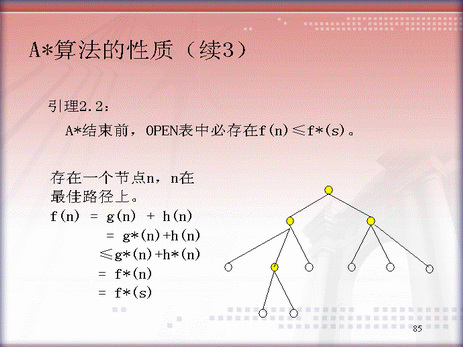 A*算法的性质（续3）
引理2.2：
A*结束前，OPEN表中必存在f(n)≤f*(s)。
存在一个节点n，n在
最佳路径上。
f(n) = g(n) + h(n)
= g*(n)+h(n)
≤g*(n)+h*(n)
= f*(n)
= f*(s)
85